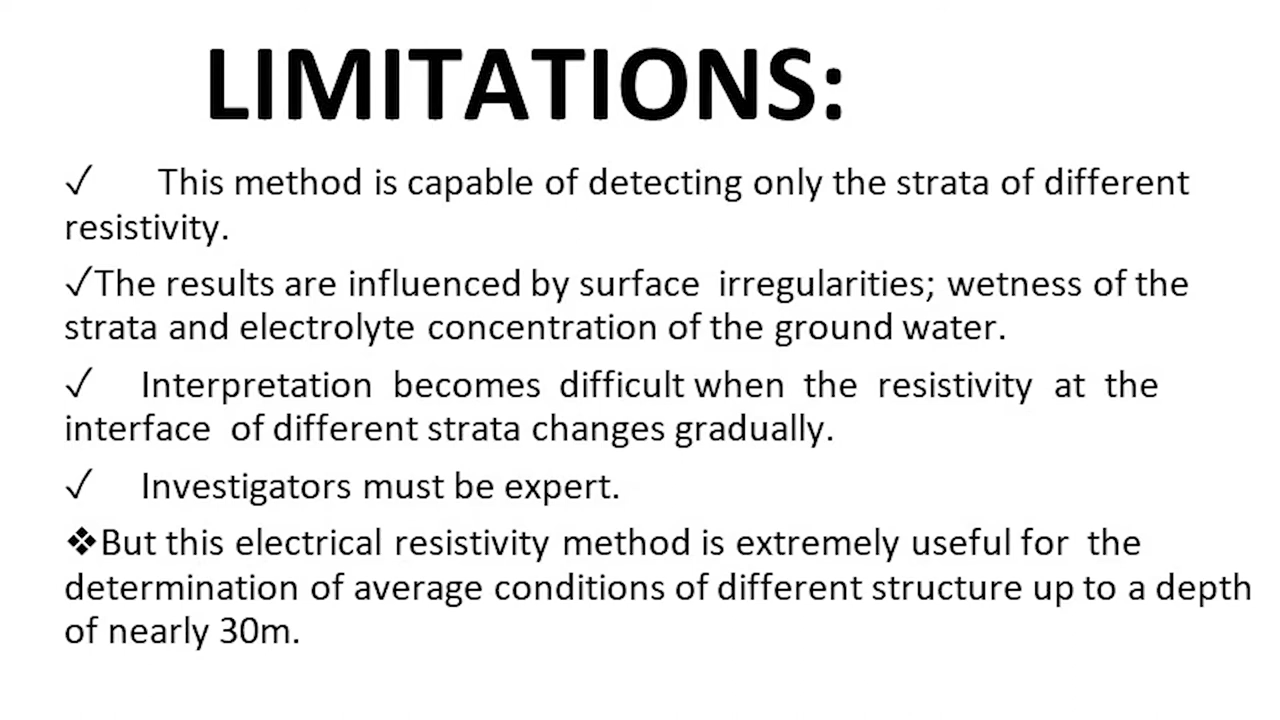 LIMITATIONS:
✓ This method is capable of detecting only the strata of different
resistivity.
✓The results are influenced by surface irregularities; wetness of the
strata and electrolyte concentration of the ground water.
✓ Interpretation becomes difficult when the resistivity at the
interface of different strata changes gradually.
✓ Investigators must be expert.
❖But this electrical resistivity method is extremely useful for the
determination of average conditions of different structure up to a depth
of nearly 30m.